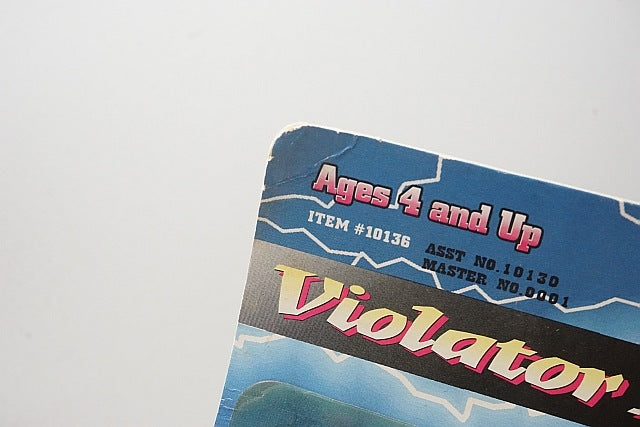 Ages 4 and Up
ITEM #10136
ASST NO.10130
MASTER NO.0001
Violator